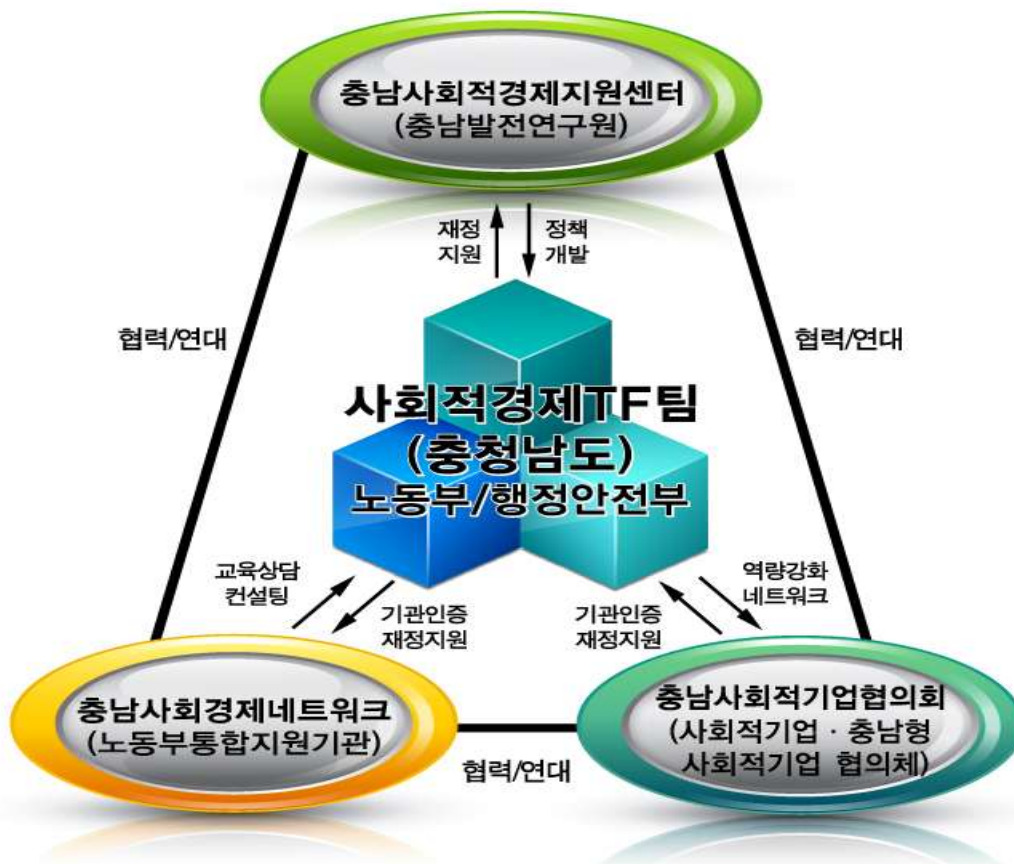 충남사회적경제지원센터
(충남발전연구원)
재정
지원
정책
개발
협력/연대
협력/연대
사회적경제TF팀
(충청남도)
노동부/행정안전부
교육상담
컨설팅
기관인증
재정지원
기관인증
재정지원
역량강화
네트워크
충남사회경제네트워크
(노동부통합지원기관)
협력/연대
충남사회적기업협의회
(사회적기업 · 충남형
사회적기업 협의체)